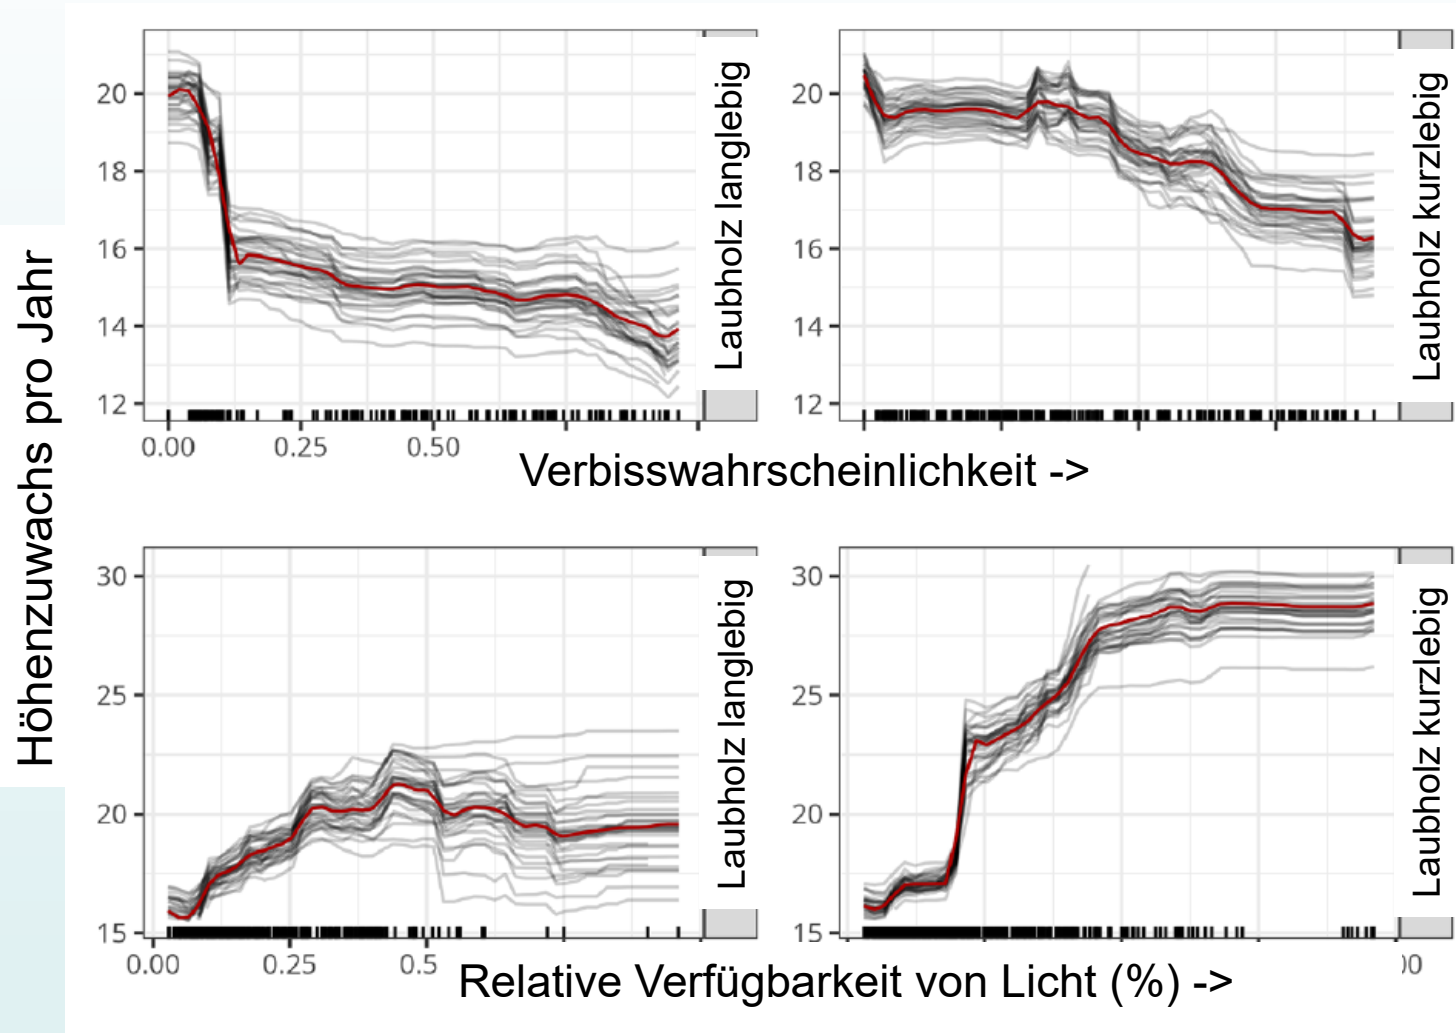 Höhenzuwachs pro Jahr
20
18
16
14
12
0.00 0.25 0.50
Laubholz langlebig
20
18
16
14
12
Laubholz kurzlebig
Verbisswahrscheinlichkeit ->
30
25
20
15
0.00 0.25 0.5
Laubholz langlebig
30
25
20
15
Laubholz kurzlebig
Relative Verfügbarkeit von Licht (%) ->